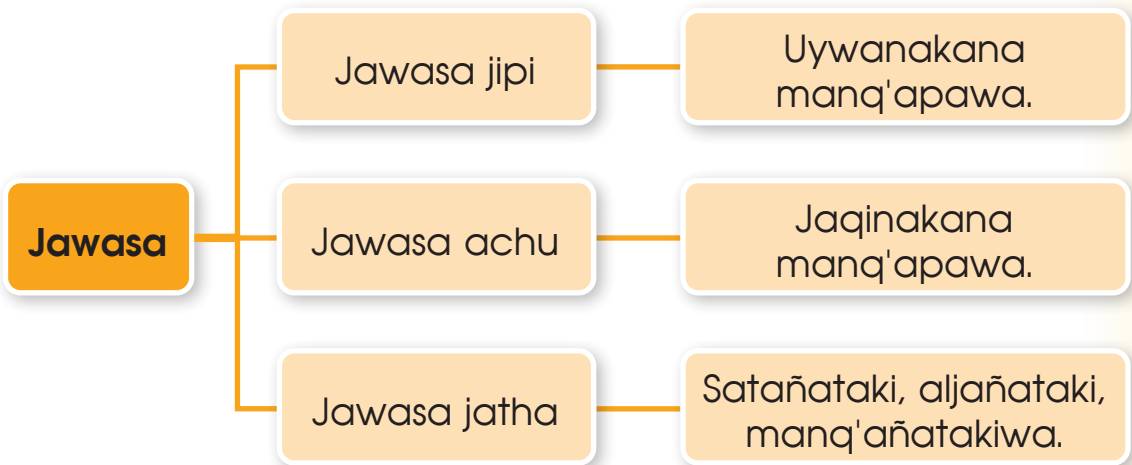 Jawasa
Jawasa jipi
Uywanakana
manq'apawa.
Jawasa achu
Jaqinakana
manq'apawa.
Jawasa jatha
Satañataki, aljañataki,
manq'añatakiwa.